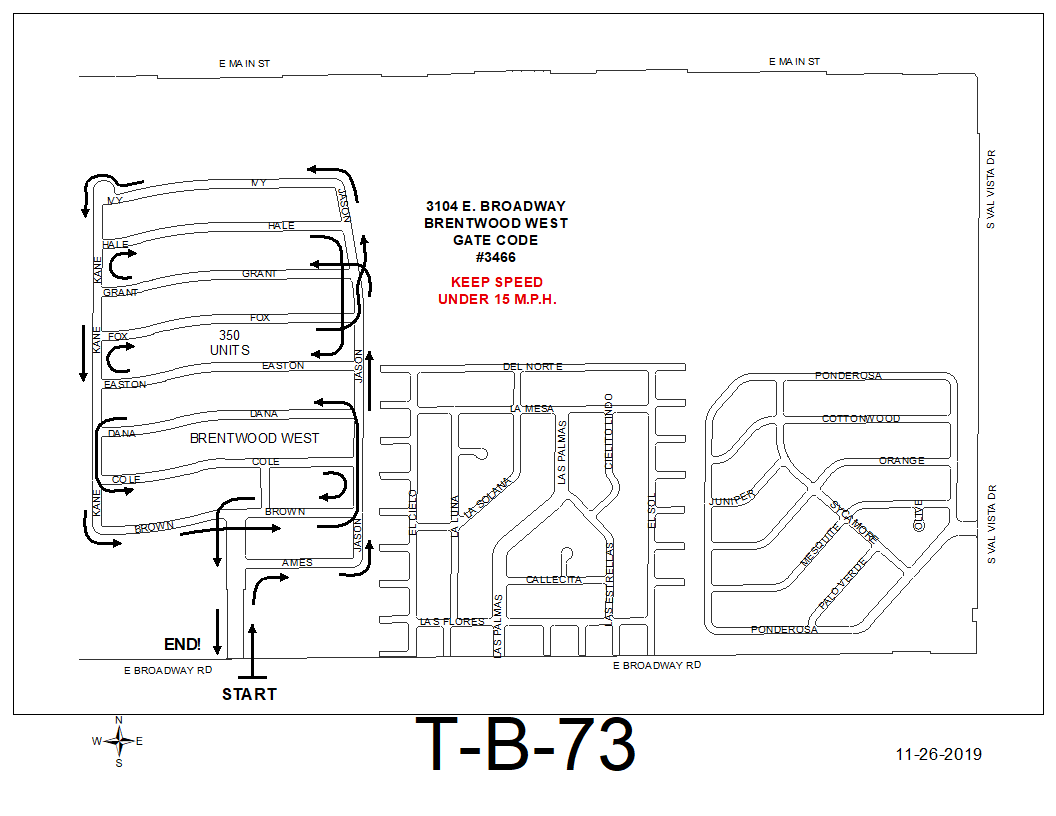 E MAIN ST
E MAIN ST
S VAL VISTA DR
IVY
IVY
JASON
HALE
HALE
KANE
GRANT
GRANT
FOX
FOX
KANE
350
UNITS
EASTON
EASTON
JASON
3104 E. BROADWAY
BRENTWOOD WEST
GATE CODE
#3466
KEEP SPEED
UNDER 15 M.P.H.
DANA
DANA
BRENTWOOD WEST
COLE
COLE
KANE
BROWN
BROWN
JASON
AMES
DEL NORTE
LA MESA
LAS PALMAS
CIELITO LINDO
EL CIELO
LA LUNA
LA SOLANA
EL SOL
CALLECITA
LAS ESTRELLAS
LAS FLORES
LAS PALMAS
PONDEROSA
COTTONWOOD
ORANGE
JUNIPER
SYCAMORE
OLIVE
MESQUITE
PALO VERDE
PONDEROSA
S VAL VISTA DR
END!
E BROADWAY RD
START
E BROADWAY RD
N
W E
S
T-B-73
11-26-2019